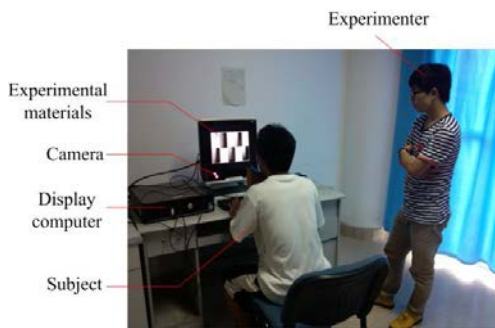 Experimenter
Experimental
materials
Camera
Display
computer
Subject